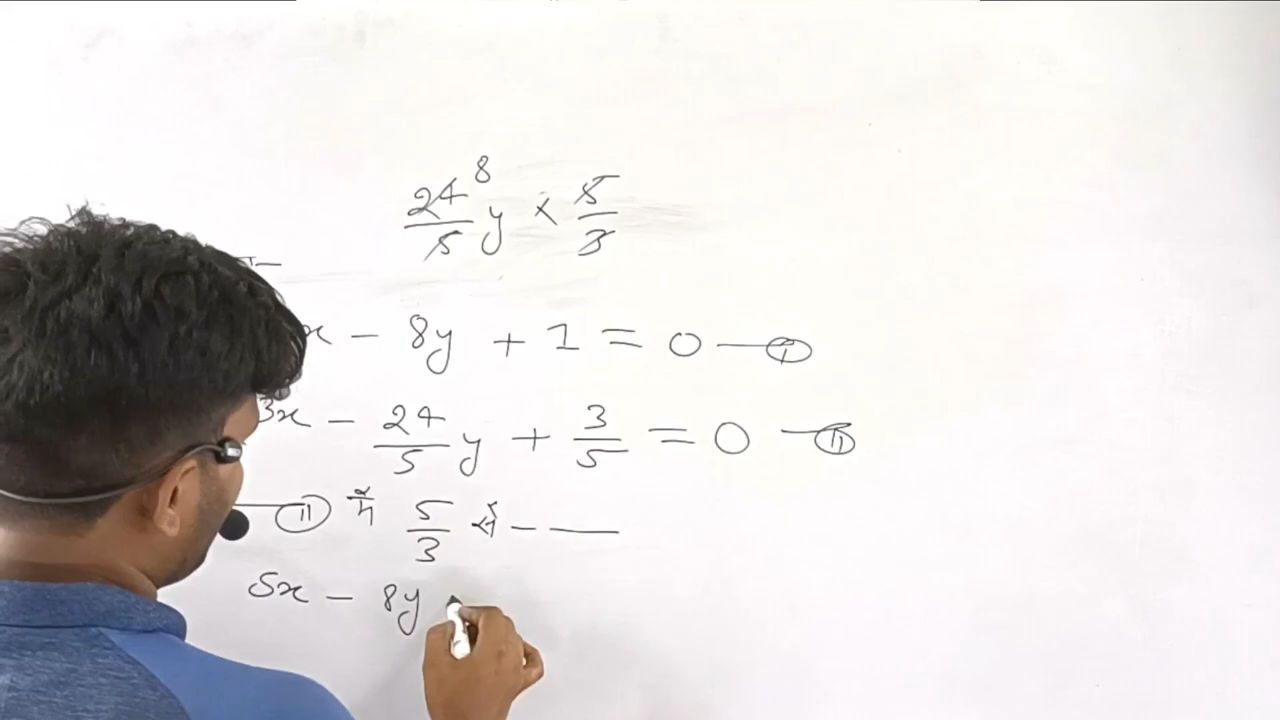 24/5 8 y × 5/3
x - 8y + 1 = 0 — (I)
3x - 24/5 y + 3/5 = 0 — (II)
— (II) में 5/3 से - —
5x - 8y